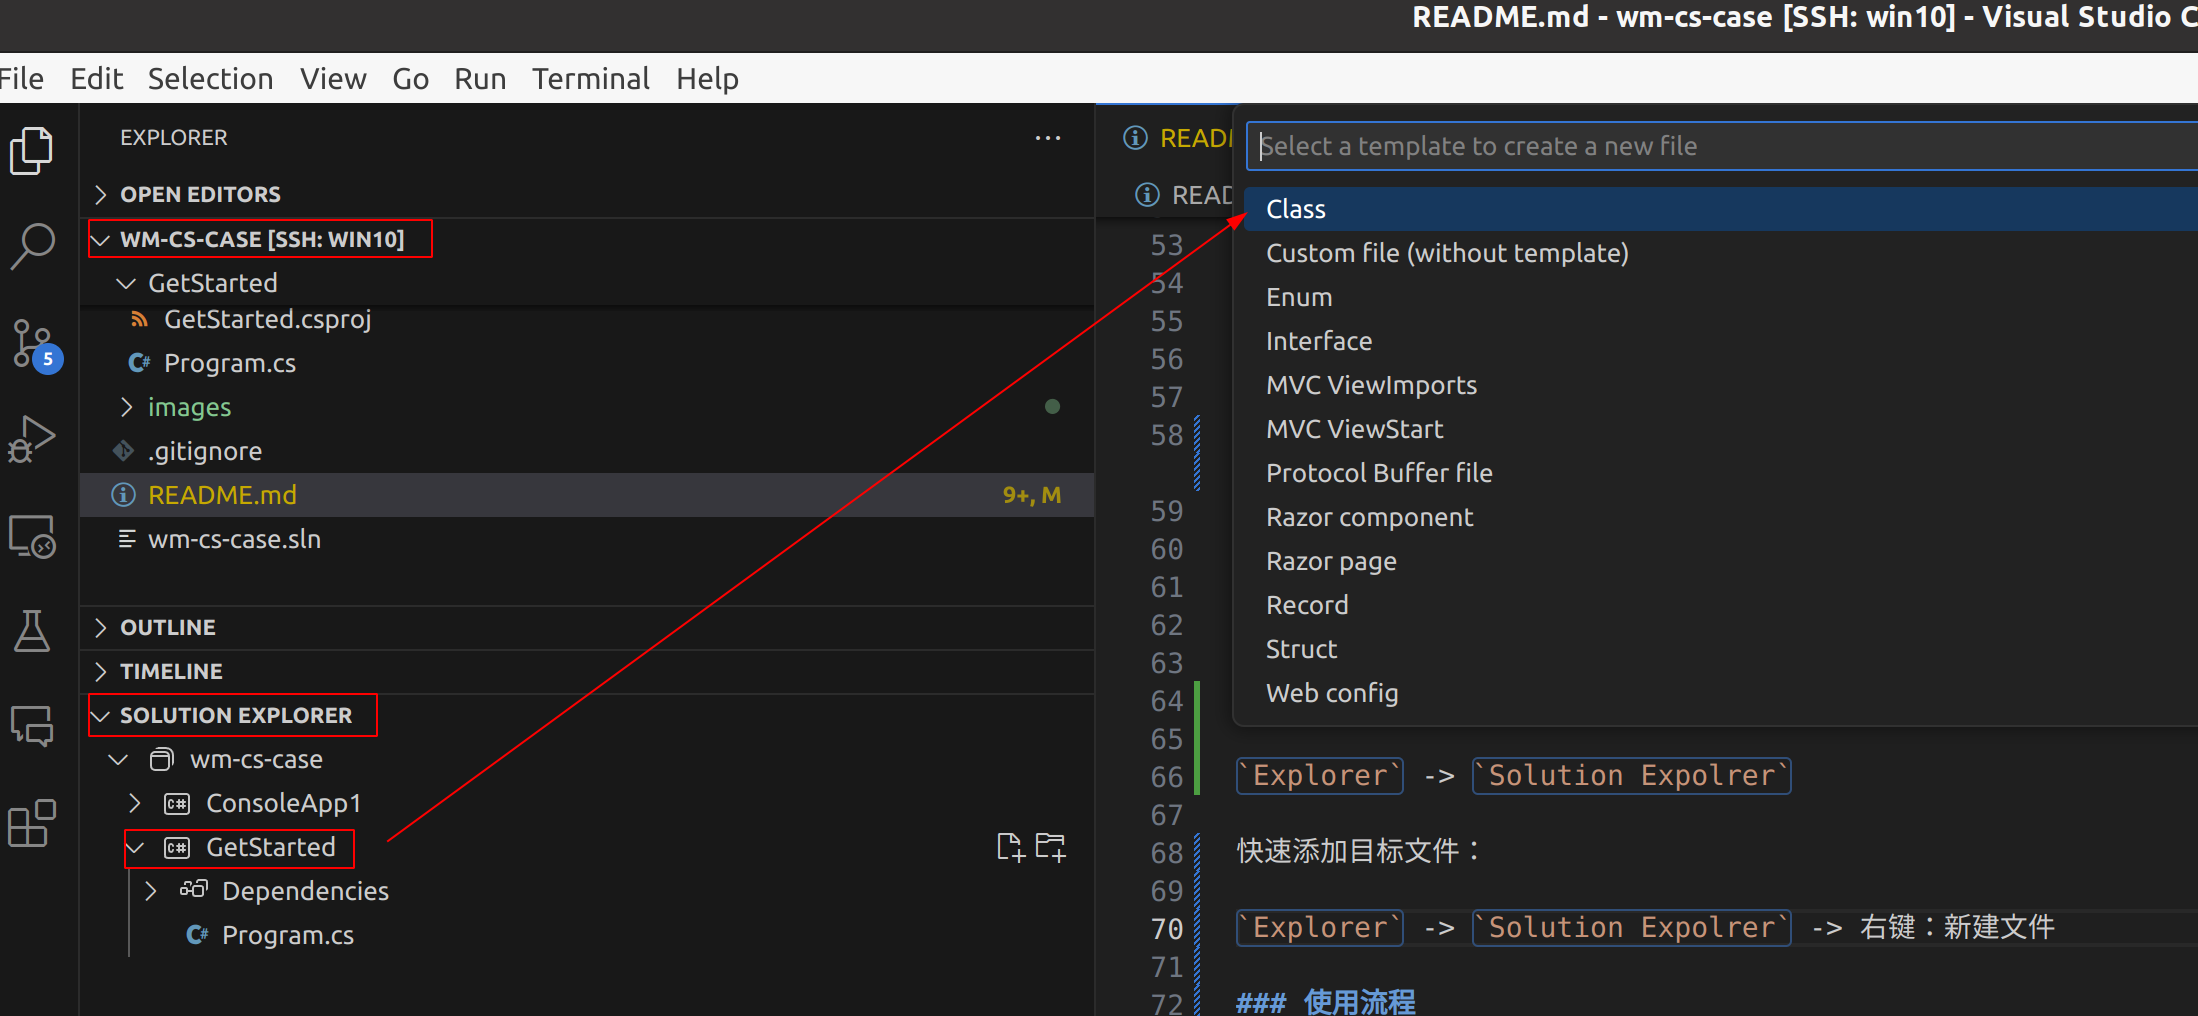 README.md - wm-cs-case [SSH: win10] - Visual Studio C
File Edit Selection View Go Run Terminal Help
EXPLORER
OPEN EDITORS
WM-CS-CASE [SSH: WIN10]
GetStarted
GetStarted.csproj
C# Program.cs
images
.gitignore
README.md 9+, M
wm-cs-case.sln
OUTLINE
TIMELINE
SOLUTION EXPLORER
wm-cs-case
C# ConsoleApp1
C# GetStarted
Dependencies
C# Program.cs
5
READ
READ
Select a template to create a new file
Class
Custom file (without template)
Enum
Interface
MVC ViewImports
MVC ViewStart
Protocol Buffer file
Razor component
Razor page
Record
Struct
Web config
53
54
55
56
57
58
59
60
61
62
63
64
65
66 `Explorer` -> `Solution Expolrer`
67
68 快速添加目标文件：
69
70 `Explorer` -> `Solution Expolrer` -> 右键：新建文件
71
72 ### 使用流程